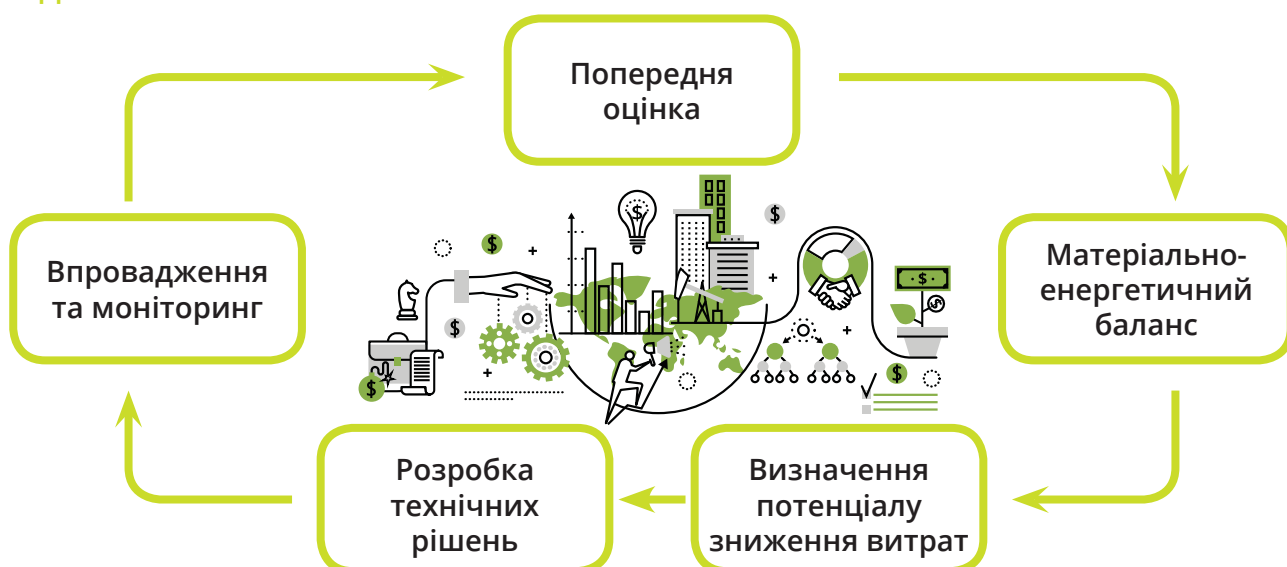 Попередня
оцінка
Матеріально-
енергетичний
баланс
Визначення
потенціалу
зниження витрат
Розробка
технічних
рішень
Впровадження
та моніторинг